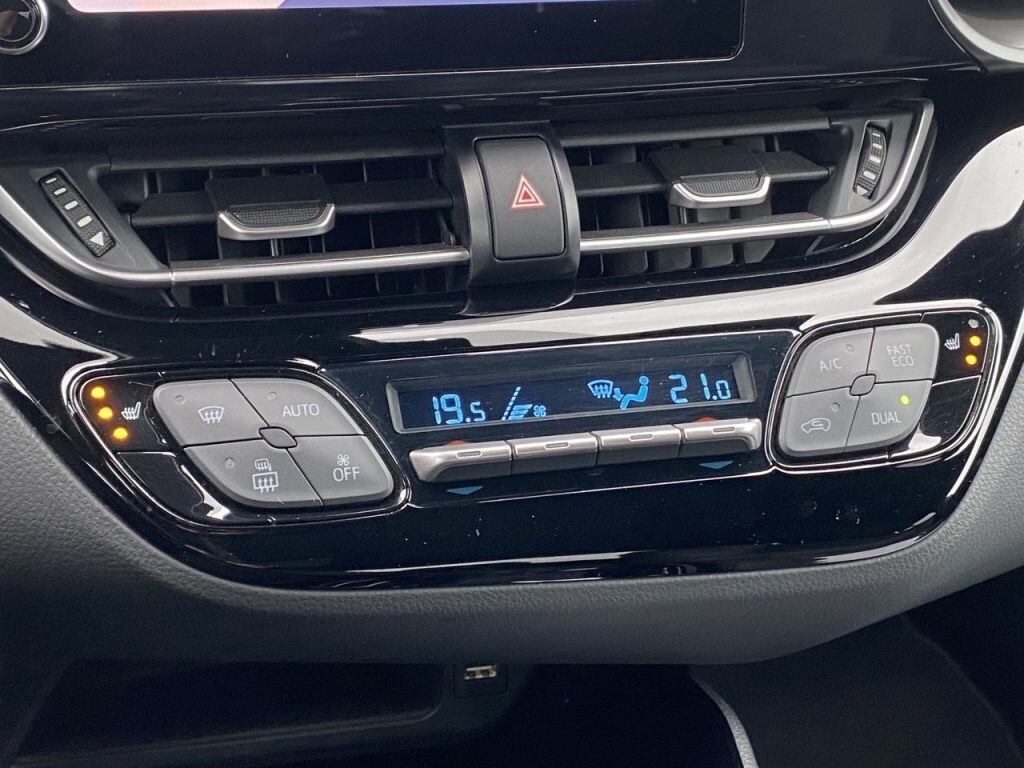 AUTO
OFF
19.5 21.0
A/C FAST ECO
DUAL